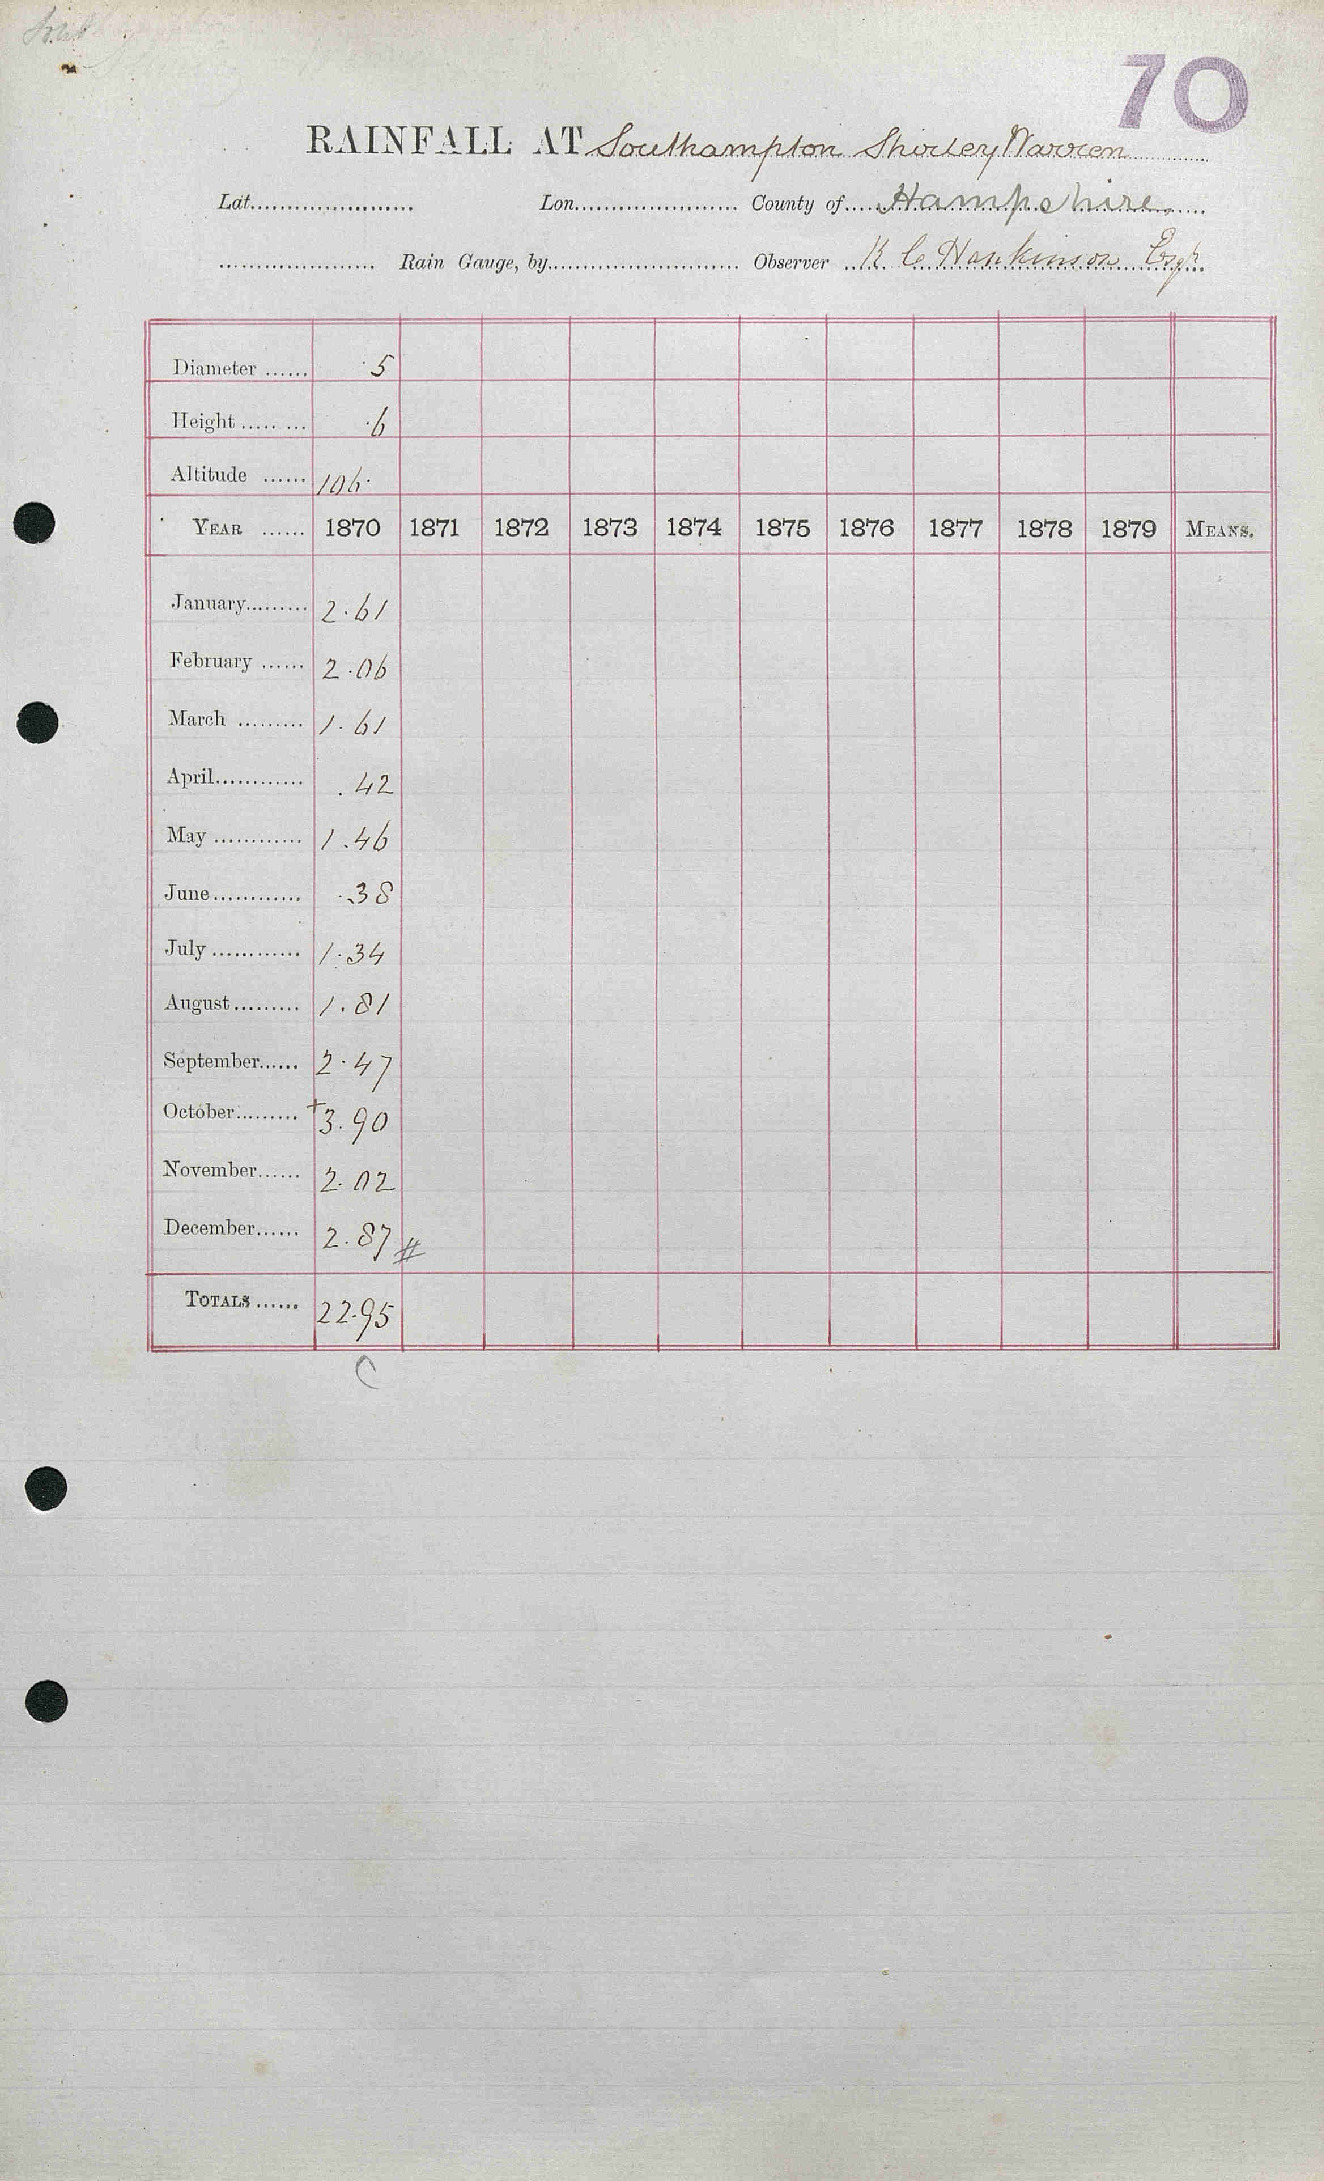 70
RAINFALL AT Southampton Shirley Warren
Lat. Lon. County of Hampshire.
Rain Gauge, by Observer R C Hankinson Esqr
Diameter ...... 5
Height ........ 6
Altitude ...... 106.
YEAR ...... 1870 1871 1872 1873 1874 1875 1876 1877 1878 1879 MEANS.
January......... 2.61
February ...... 2.06
March ......... 1.61
April............ .42
May ............ 1.46
June............ .38
July ............ 1.34
August......... 1.81
September...... 2.47
October......... +3.90
November...... 2.02
December...... 2.87 #
TOTALS ...... 22.95
C